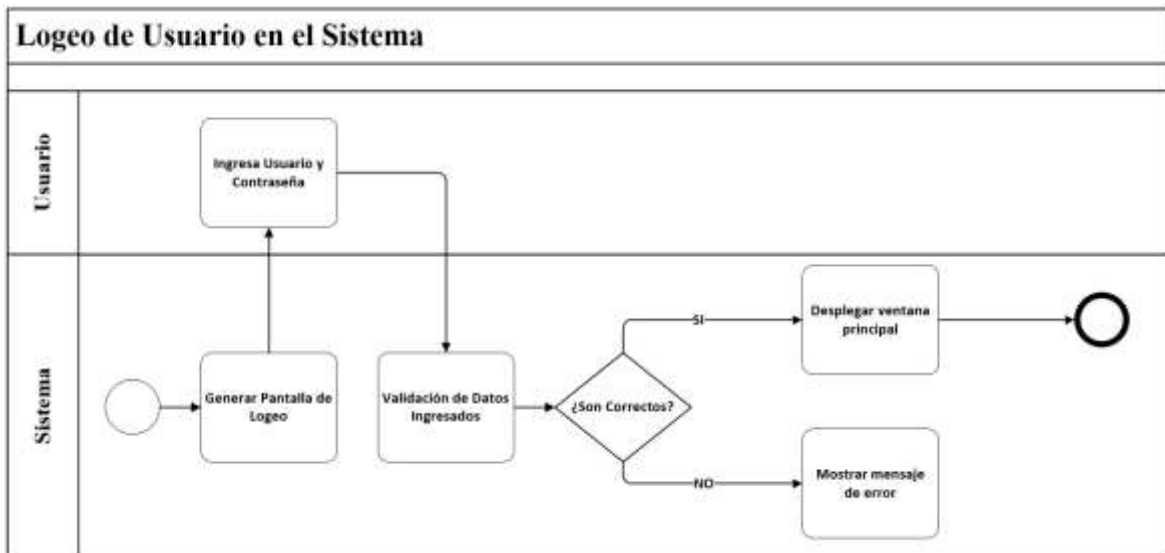 Logeo de Usuario en el Sistema
Usuario
Ingresa Usuario y
Contraseña
Sistema
Generar Pantalla de
Logeo
Validación de Datos
Ingresados
¿Son Correctos?
SI
Desplegar ventana
principal
NO
Mostrar mensaje
de error